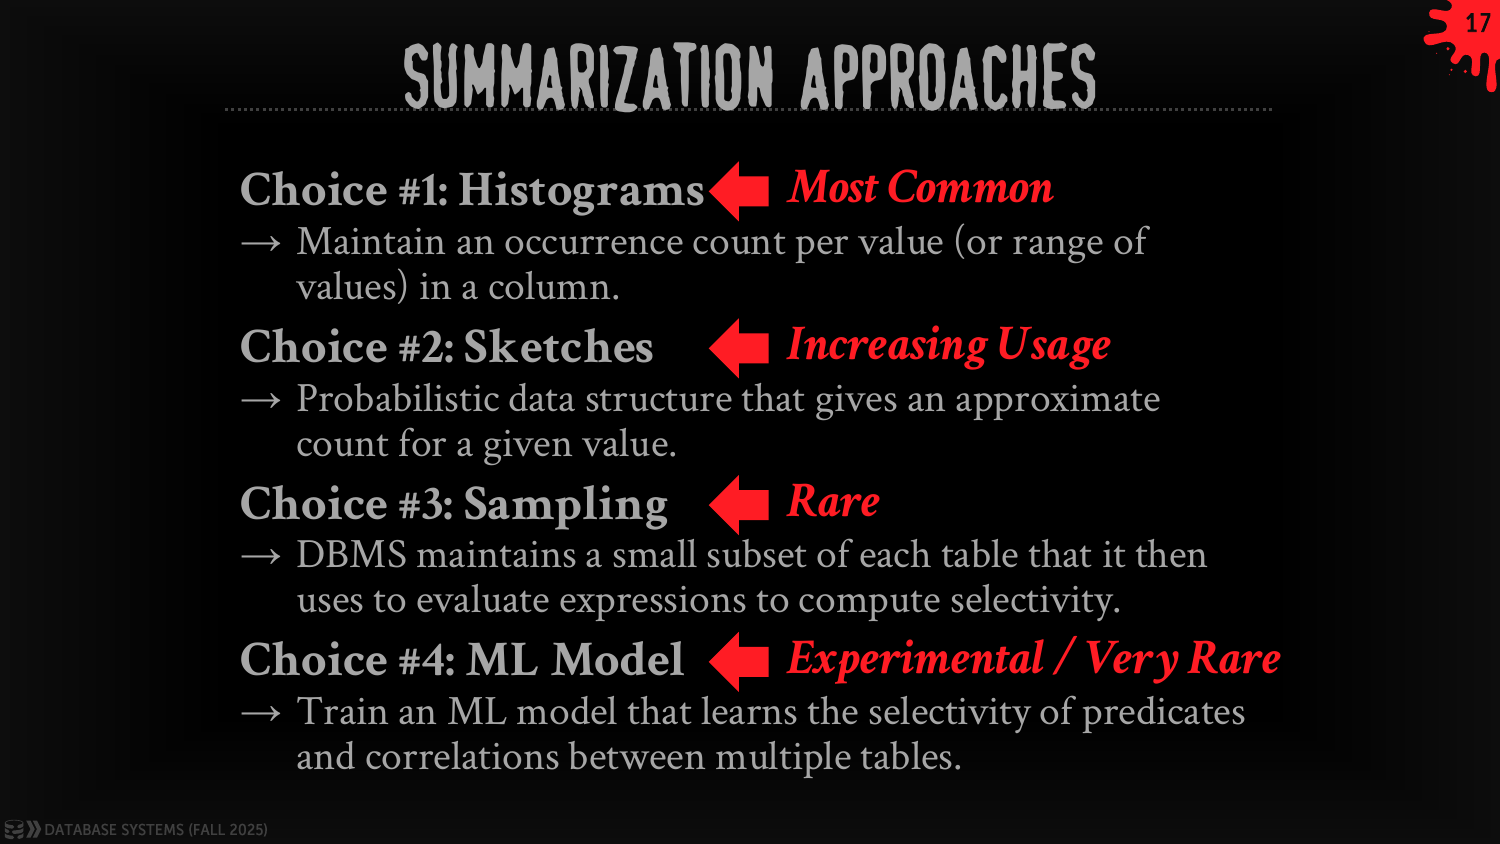 17
SUMMARIZATION APPROACHES
Choice #1: Histograms Most Common
→ Maintain an occurrence count per value (or range of
values) in a column.
Choice #2: Sketches Increasing Usage
→ Probabilistic data structure that gives an approximate
count for a given value.
Choice #3: Sampling Rare
→ DBMS maintains a small subset of each table that it then
uses to evaluate expressions to compute selectivity.
Choice #4: ML Model Experimental / Very Rare
→ Train an ML model that learns the selectivity of predicates
and correlations between multiple tables.
DATABASE SYSTEMS (FALL 2025)